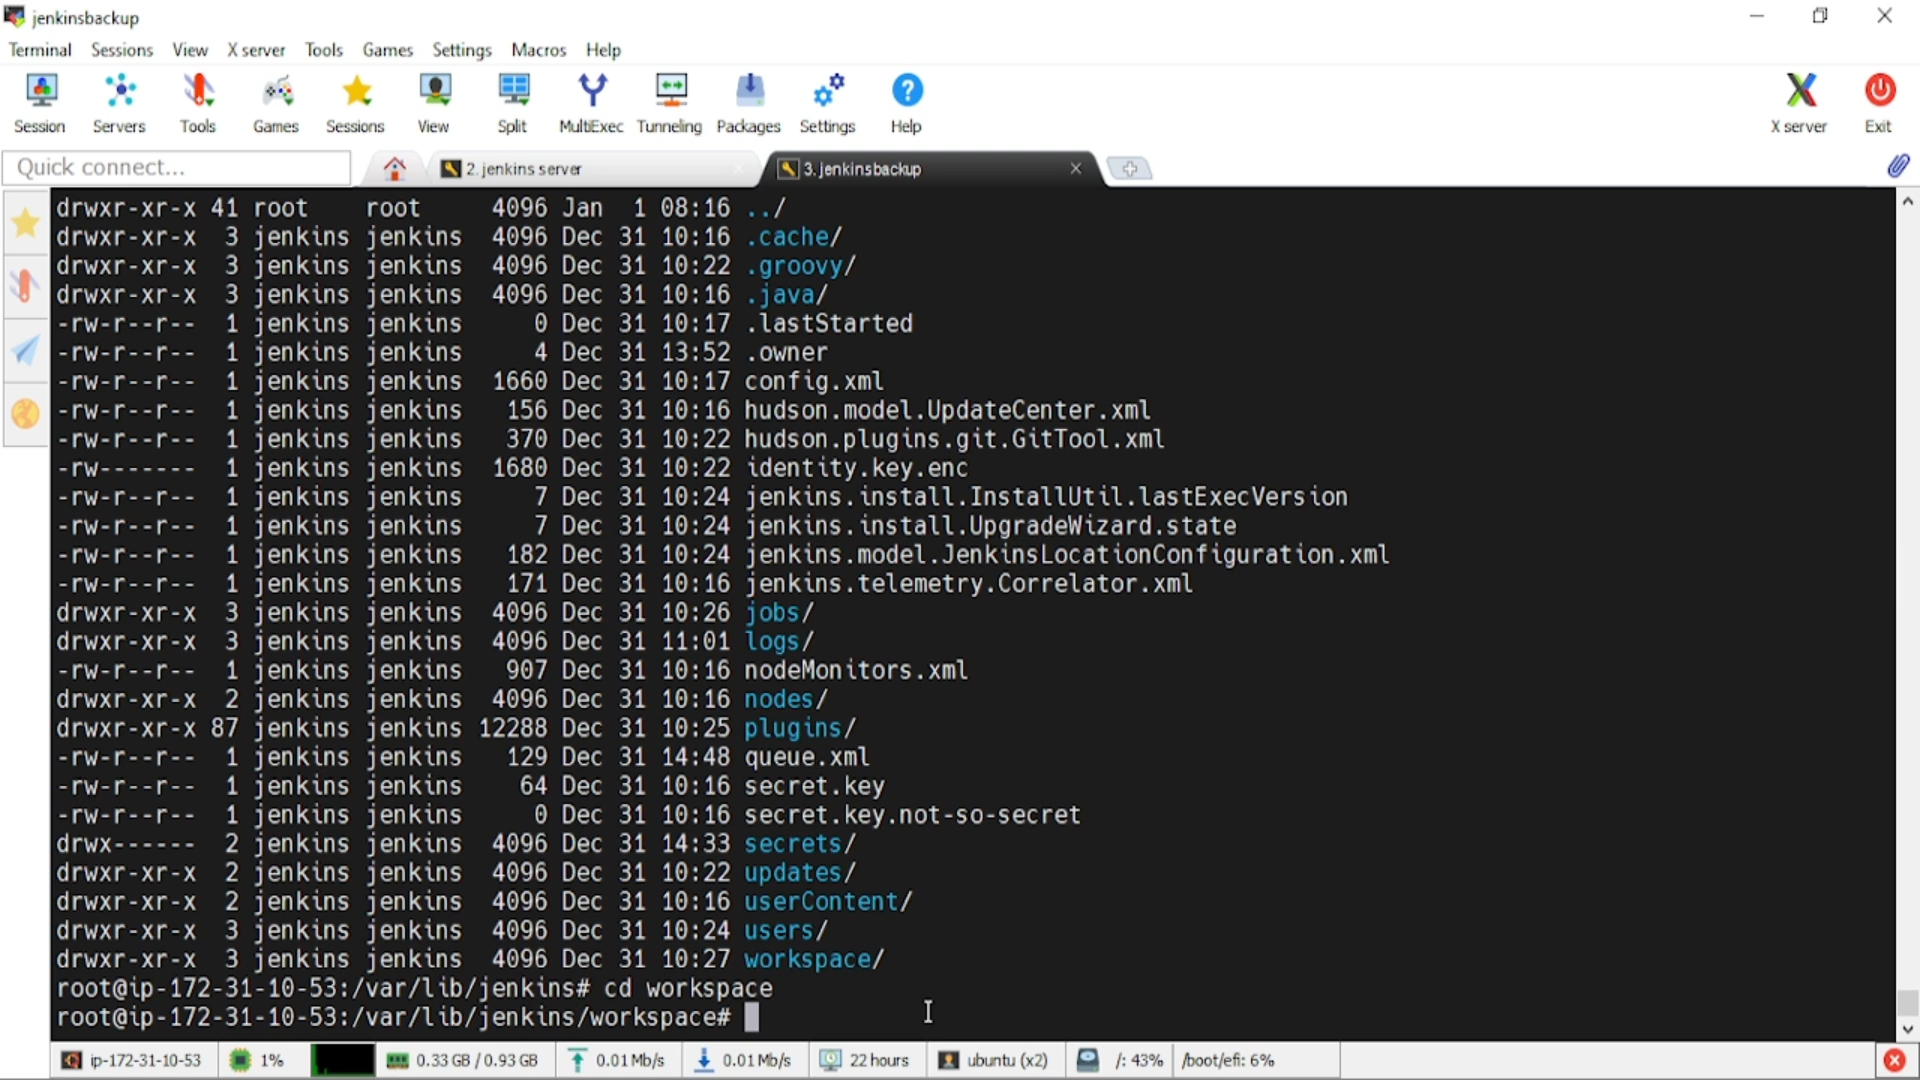 jenkinsbackup
Terminal Sessions View X server Tools Games Settings Macros Help
Session Servers Tools Games Sessions View Split MultiExec Tunneling Packages Settings Help X server Exit
Quick connect... 2. jenkins server 3. jenkinsbackup
drwxr-xr-x 41 root    root     4096 Jan  1 08:16 ../
drwxr-xr-x  3 jenkins jenkins  4096 Dec 31 10:16 .cache/
drwxr-xr-x  3 jenkins jenkins  4096 Dec 31 10:22 .groovy/
drwxr-xr-x  3 jenkins jenkins  4096 Dec 31 10:16 .java/
-rw-r--r--  1 jenkins jenkins     0 Dec 31 10:17 .lastStarted
-rw-r--r--  1 jenkins jenkins     4 Dec 31 13:52 .owner
-rw-r--r--  1 jenkins jenkins  1660 Dec 31 10:17 config.xml
-rw-r--r--  1 jenkins jenkins   156 Dec 31 10:16 hudson.model.UpdateCenter.xml
-rw-r--r--  1 jenkins jenkins   370 Dec 31 10:22 hudson.plugins.git.GitTool.xml
-rw-------  1 jenkins jenkins  1680 Dec 31 10:22 identity.key.enc
-rw-r--r--  1 jenkins jenkins     7 Dec 31 10:24 jenkins.install.InstallUtil.lastExecVersion
-rw-r--r--  1 jenkins jenkins     7 Dec 31 10:24 jenkins.install.UpgradeWizard.state
-rw-r--r--  1 jenkins jenkins   182 Dec 31 10:24 jenkins.model.JenkinsLocationConfiguration.xml
-rw-r--r--  1 jenkins jenkins   171 Dec 31 10:16 jenkins.telemetry.Correlator.xml
drwxr-xr-x  3 jenkins jenkins  4096 Dec 31 10:26 jobs/
drwxr-xr-x  3 jenkins jenkins  4096 Dec 31 11:01 logs/
-rw-r--r--  1 jenkins jenkins   907 Dec 31 10:16 nodeMonitors.xml
drwxr-xr-x  2 jenkins jenkins  4096 Dec 31 10:16 nodes/
drwxr-xr-x 87 jenkins jenkins 12288 Dec 31 10:25 plugins/
-rw-r--r--  1 jenkins jenkins   129 Dec 31 14:48 queue.xml
-rw-r--r--  1 jenkins jenkins    64 Dec 31 10:16 secret.key
-rw-r--r--  1 jenkins jenkins     0 Dec 31 10:16 secret.key.not-so-secret
drwx------  2 jenkins jenkins  4096 Dec 31 14:33 secrets/
drwxr-xr-x  2 jenkins jenkins  4096 Dec 31 10:22 updates/
drwxr-xr-x  2 jenkins jenkins  4096 Dec 31 10:16 userContent/
drwxr-xr-x  3 jenkins jenkins  4096 Dec 31 10:24 users/
drwxr-xr-x  3 jenkins jenkins  4096 Dec 31 10:27 workspace/
root@ip-172-31-10-53:/var/lib/jenkins# cd workspace
root@ip-172-31-10-53:/var/lib/jenkins/workspace#
ip-172-31-10-53 1% 0.33 GB / 0.93 GB 0.01 Mb/s 0.01 Mb/s 22 hours ubuntu (x2) /: 43% /boot/efi: 6%